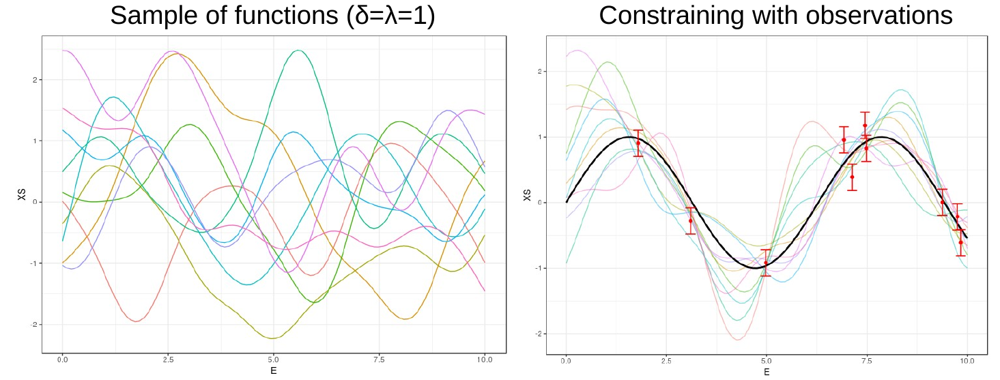 Sample of functions (δ=λ=1)
2
1
0
-1
-2
XS
0.0 2.5 5.0 7.5 10.0
E
Constraining with observations
2
1
0
-1
-2
XS
0.0 2.5 5.0 7.5 10.0
E